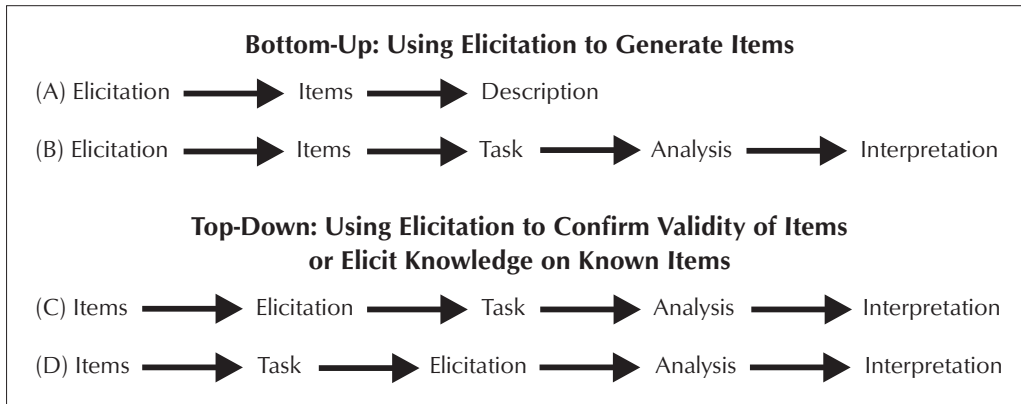 Bottom-Up: Using Elicitation to Generate Items
(A) Elicitation Items Description
(B) Elicitation Items Task Analysis Interpretation
Top-Down: Using Elicitation to Confirm Validity of Items
or Elicit Knowledge on Known Items
(C) Items Elicitation Task Analysis Interpretation
(D) Items Task Elicitation Analysis Interpretation